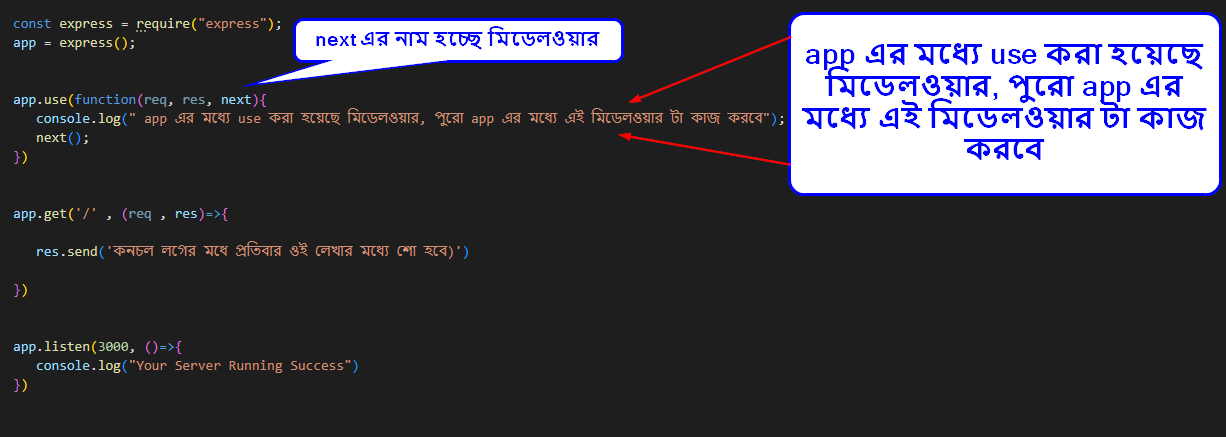 const express = require("express");
app = express();
next এর নাম হচ্ছে মিডেলওয়ার
app এর মধ্যে use করা হয়েছে
মিডেলওয়ার, পুরো app এর
মধ্যে এই মিডেলওয়ার টা কাজ
করবে
app.use(function(req, res, next){
console.log(" app এর মধ্যে use করা হয়েছে মিডেলওয়ার, পুরো app এর মধ্যে এই মিডেলওয়ার টা কাজ করবে");
next();
})
app.get('/' , (req , res)=>{
res.send('কনচল লগের মধে প্রতিবার ওই লেখার মধ্যে শো হবে)')
})
app.listen(3000, ()=>{
console.log("Your Server Running Success")
})